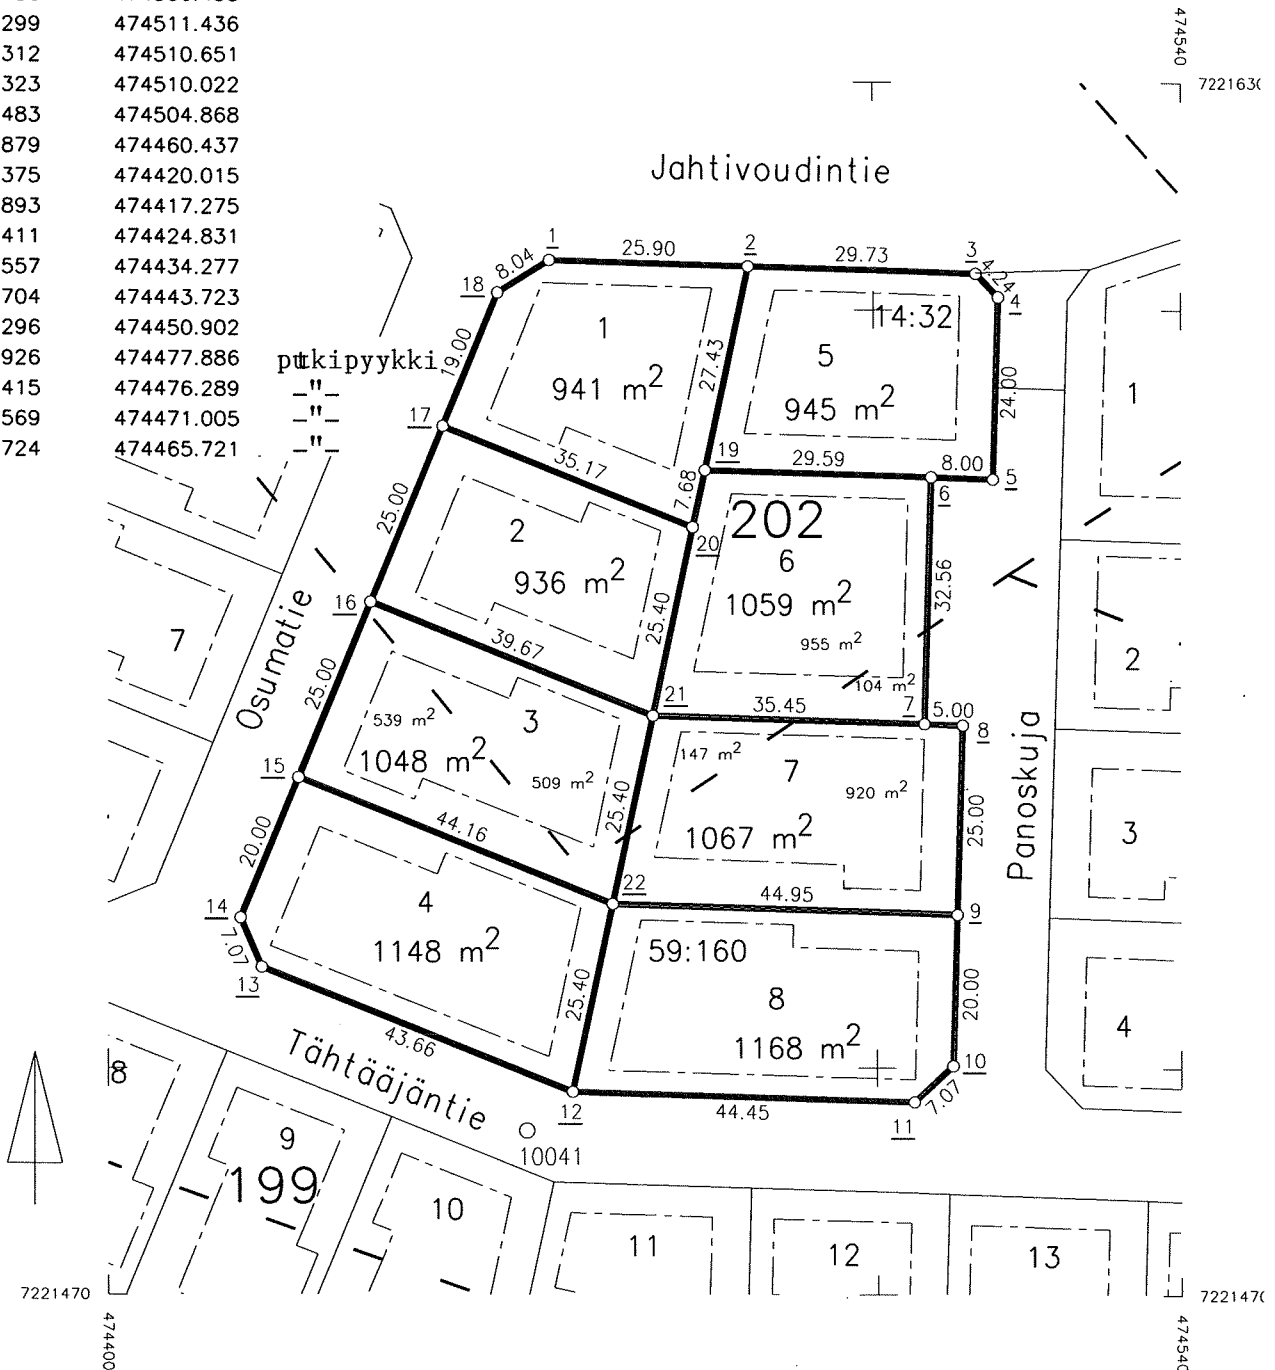 299 474511.436
312 474510.651
323 474510.022
483 474504.868
879 474460.437
375 474420.015
893 474417.275
411 474424.831
557 474434.277
704 474443.723
296 474450.902
926 474477.886 putkipyykki
415 474476.289 _"_
569 474471.005 _"_
724 474465.721 _"_
474540
Jahtivoudintie
1 25.90 2 29.73 3
8.04 4.24
18 4
1 14:32
19.00 27.43 5 24.00 1
941 m2 945 m2
17 35.17 19 29.59 8.00
7.68 6 5
25.00 2 202
20 6
936 m2 1059 m2 32.56
16 39.67 25.40 955 m2
7 104 m2 2
Osumatie 25.00 21 35.45 7 5.00
539 m2 3 147 m2 8
1048 m2 7
15 509 m2 920 m2
44.16 25.40 1067 m2 25.00 Panoskuja 3
20.00 22 44.95
14 4 9
7.07 1148 m2 59:160
13 25.40 8 20.00 4
43.66 1168 m2
Tähtääjäntie 10
8 12 44.45 7.07
11
9 10041
199
10
11 12 13
7221470
474400
474540